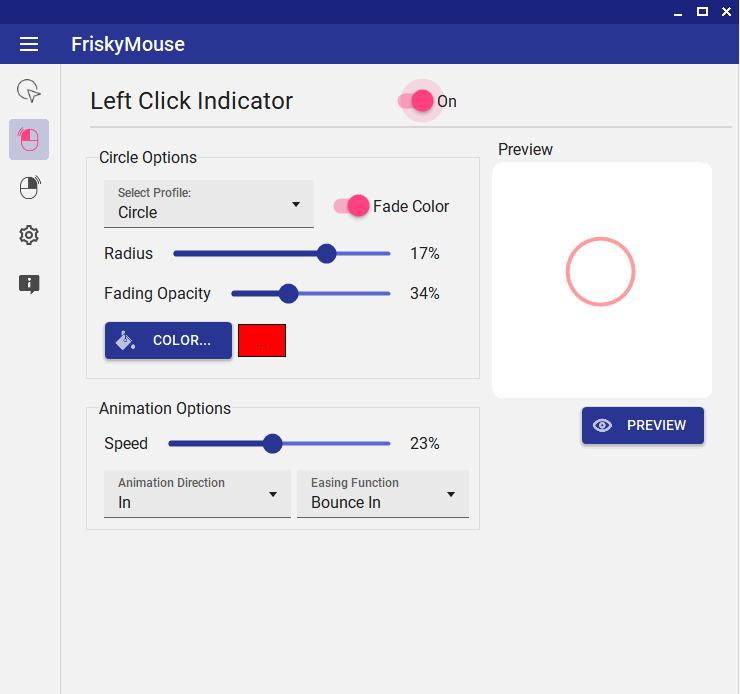 FriskyMouse
Left Click Indicator
On
Circle Options
Preview
Select Profile:
Circle
Fade Color
Radius
17%
Fading Opacity
34%
COLOR...
...
Animation Options
PREVIEW
Speed
23%
Animation Direction
In
Easing Function
Bounce In